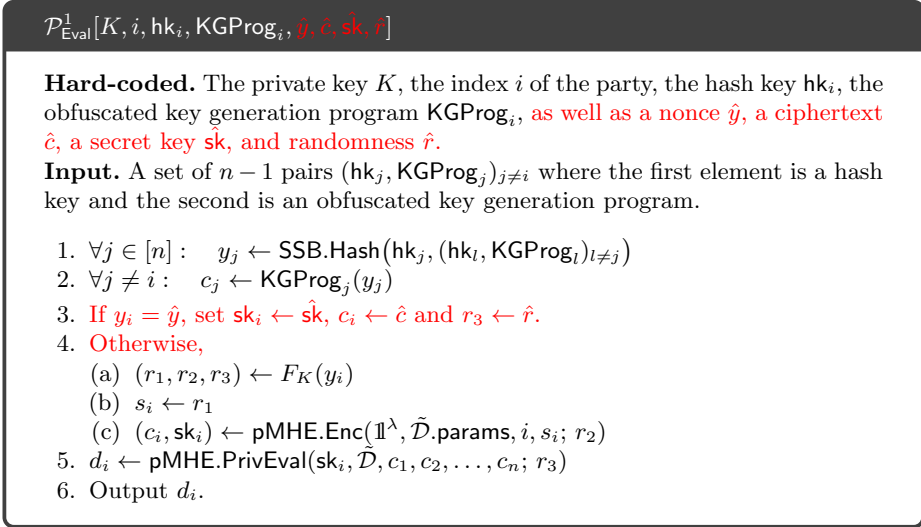 𝒫¹_Eval[K, i, hk_i, KGProg_i, ŷ, ĉ, ŝk, r̂]
Hard-coded. The private key K, the index i of the party, the hash key hk_i, the
obfuscated key generation program KGProg_i, as well as a nonce ŷ, a ciphertext
ĉ, a secret key ŝk, and randomness r̂.
Input. A set of n − 1 pairs (hk_j, KGProg_j)_{j≠i} where the first element is a hash
key and the second is an obfuscated key generation program.
1. ∀j ∈ [n] : y_j ← SSB.Hash(hk_j, (hk_l, KGProg_l)_{l≠j})
2. ∀j ≠ i : c_j ← KGProg_j(y_j)
3. If y_i = ŷ, set sk_i ← ŝk, c_i ← ĉ and r_3 ← r̂.
4. Otherwise,
(a) (r_1, r_2, r_3) ← F_K(y_i)
(b) s_i ← r_1
(c) (c_i, sk_i) ← pMHE.Enc(𝟙^λ, 𝒟̃.params, i, s_i; r_2)
5. d_i ← pMHE.PrivEval(sk_i, 𝒟̃, c_1, c_2, . . . , c_n; r_3)
6. Output d_i.